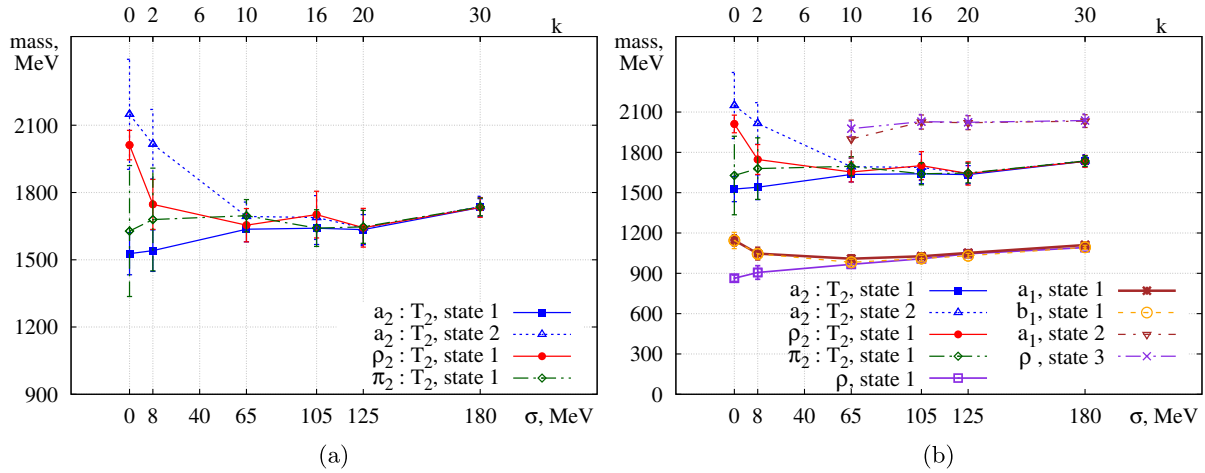 0 2 6 10 16 20 30 k
mass,
MeV
2100
1800
1500
1200
900
a₂ : T₂, state 1
a₂ : T₂, state 2
ρ₂ : T₂, state 1
π₂ : T₂, state 1
0 8 40 65 105 125 180 σ, MeV
(a)
0 2 6 10 16 20 30 k
mass,
MeV
2100
1800
1500
1200
900
600
300
0
a₂ : T₂, state 1
a₂ : T₂, state 2
ρ₂ : T₂, state 1
π₂ : T₂, state 1
ρ, state 1
a₁, state 1
b₁, state 1
a₁, state 2
ρ , state 3
0 8 40 65 105 125 180 σ, MeV
(b)